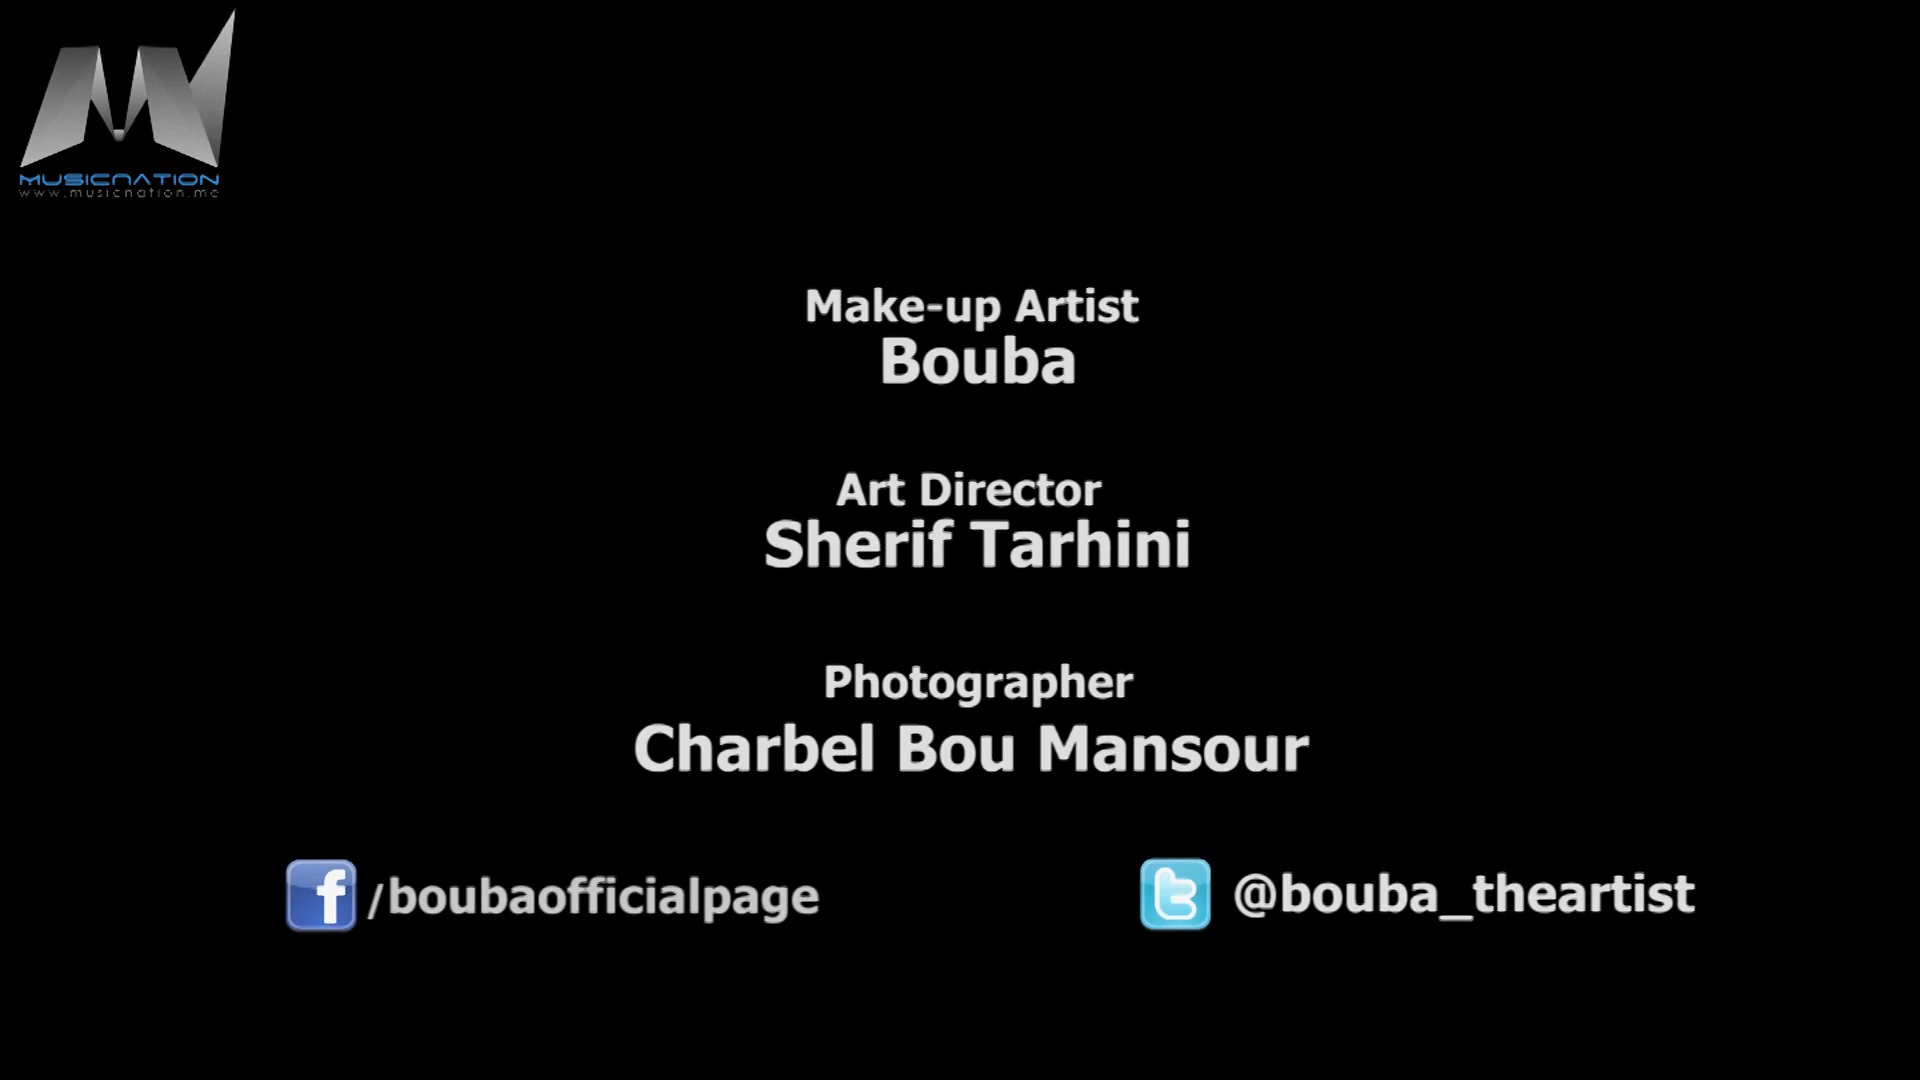 MUSICNATION
www.musicnation.me
Make-up Artist
Bouba
Art Director
Sherif Tarhini
Photographer
Charbel Bou Mansour
/boubaofficialpage
@bouba_theartist